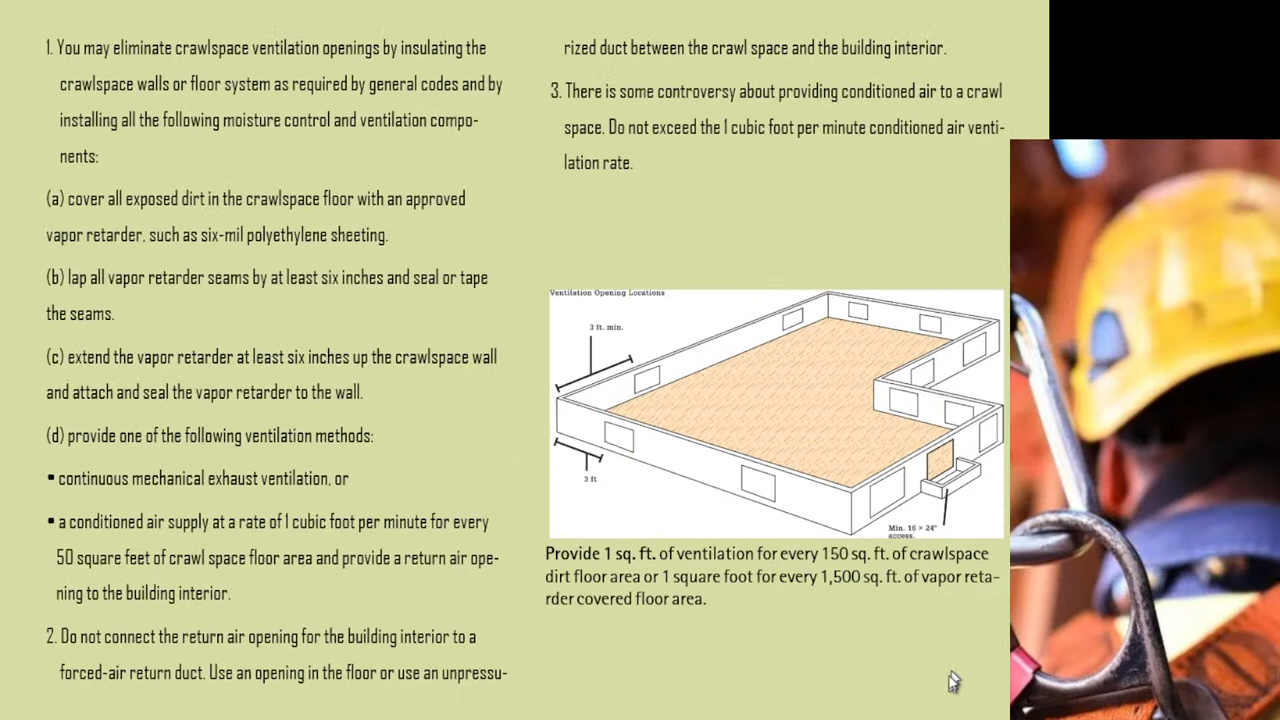 1. You may eliminate crawlspace ventilation openings by insulating the
crawlspace walls or floor system as required by general codes and by
installing all the following moisture control and ventilation compo-
nents:
(a) cover all exposed dirt in the crawlspace floor with an approved
vapor retarder, such as six-mil polyethylene sheeting.
(b) lap all vapor retarder seams by at least six inches and seal or tape
the seams.
(c) extend the vapor retarder at least six inches up the crawlspace wall
and attach and seal the vapor retarder to the wall.
(d) provide one of the following ventilation methods:
• continuous mechanical exhaust ventilation, or
• a conditioned air supply at a rate of 1 cubic foot per minute for every
50 square feet of crawl space floor area and provide a return air ope-
ning to the building interior.
2. Do not connect the return air opening for the building interior to a
forced-air return duct. Use an opening in the floor or use an unpressu-
rized duct between the crawl space and the building interior.
3. There is some controversy about providing conditioned air to a crawl
space. Do not exceed the 1 cubic foot per minute conditioned air venti-
lation rate.
Ventilation Opening Locations
3 ft. min.
3 ft
Min. 16 × 24"
access.
Provide 1 sq. ft. of ventilation for every 150 sq. ft. of crawlspace
dirt floor area or 1 square foot for every 1,500 sq. ft. of vapor reta-
rder covered floor area.